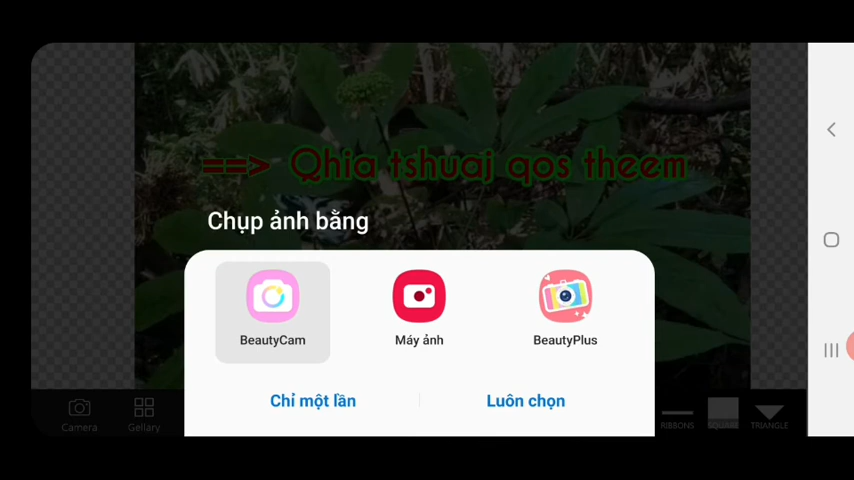 ==> Qhia tshuaj qos theem
Chụp ảnh bằng
BeautyCam
Máy ảnh
BeautyPlus
Chỉ một lần
Luôn chọn
Camera
Gellary
RIBBONS
SQUARE
TRIANGLE